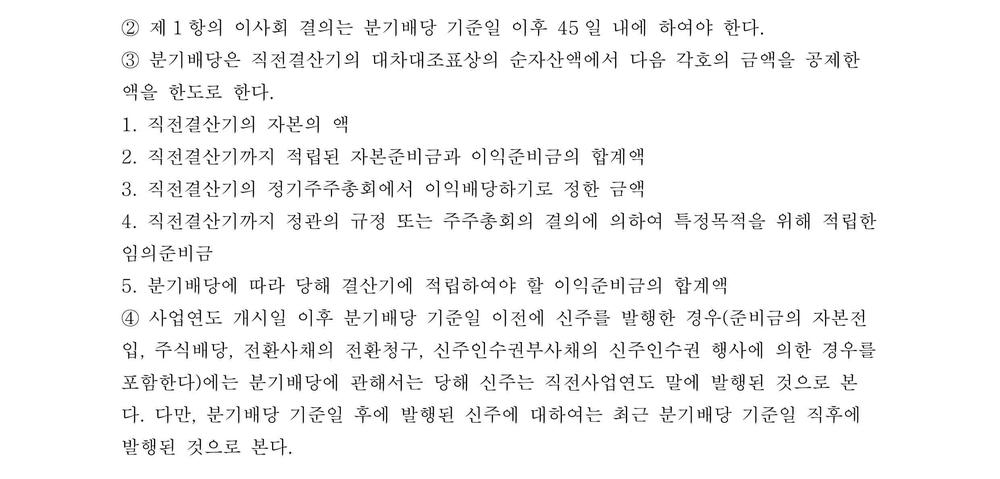 ② 제1항의 이사회 결의는 분기배당 기준일 이후 45일 내에 하여야 한다.
③ 분기배당은 직전결산기의 대차대조표상의 순자산액에서 다음 각호의 금액을 공제한
액을 한도로 한다.
1. 직전결산기의 자본의 액
2. 직전결산기까지 적립된 자본준비금과 이익준비금의 합계액
3. 직전결산기의 정기주주총회에서 이익배당하기로 정한 금액
4. 직전결산기까지 정관의 규정 또는 주주총회의 결의에 의하여 특정목적을 위해 적립한
임의준비금
5. 분기배당에 따라 당해 결산기에 적립하여야 할 이익준비금의 합계액
④ 사업연도 개시일 이후 분기배당 기준일 이전에 신주를 발행한 경우(준비금의 자본전
입, 주식배당, 전환사채의 전환청구, 신주인수권부사채의 신주인수권 행사에 의한 경우를
포함한다)에는 분기배당에 관해서는 당해 신주는 직전사업연도 말에 발행된 것으로 본
다. 다만, 분기배당 기준일 후에 발행된 신주에 대하여는 최근 분기배당 기준일 직후에
발행된 것으로 본다.